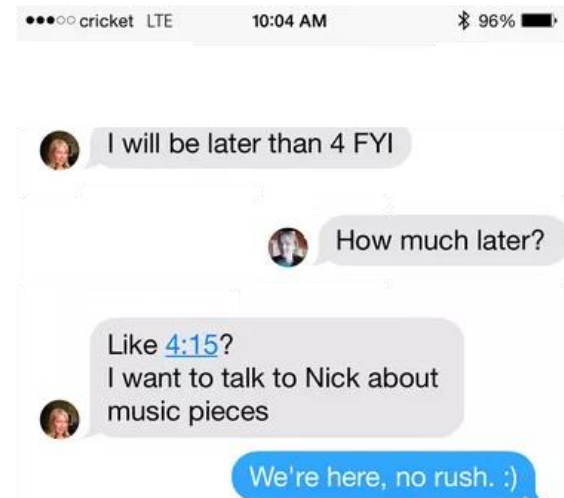 cricket LTE 10:04 AM 96%
I will be later than 4 FYI
How much later?
Like 4:15?
I want to talk to Nick about
music pieces
We're here, no rush. :)